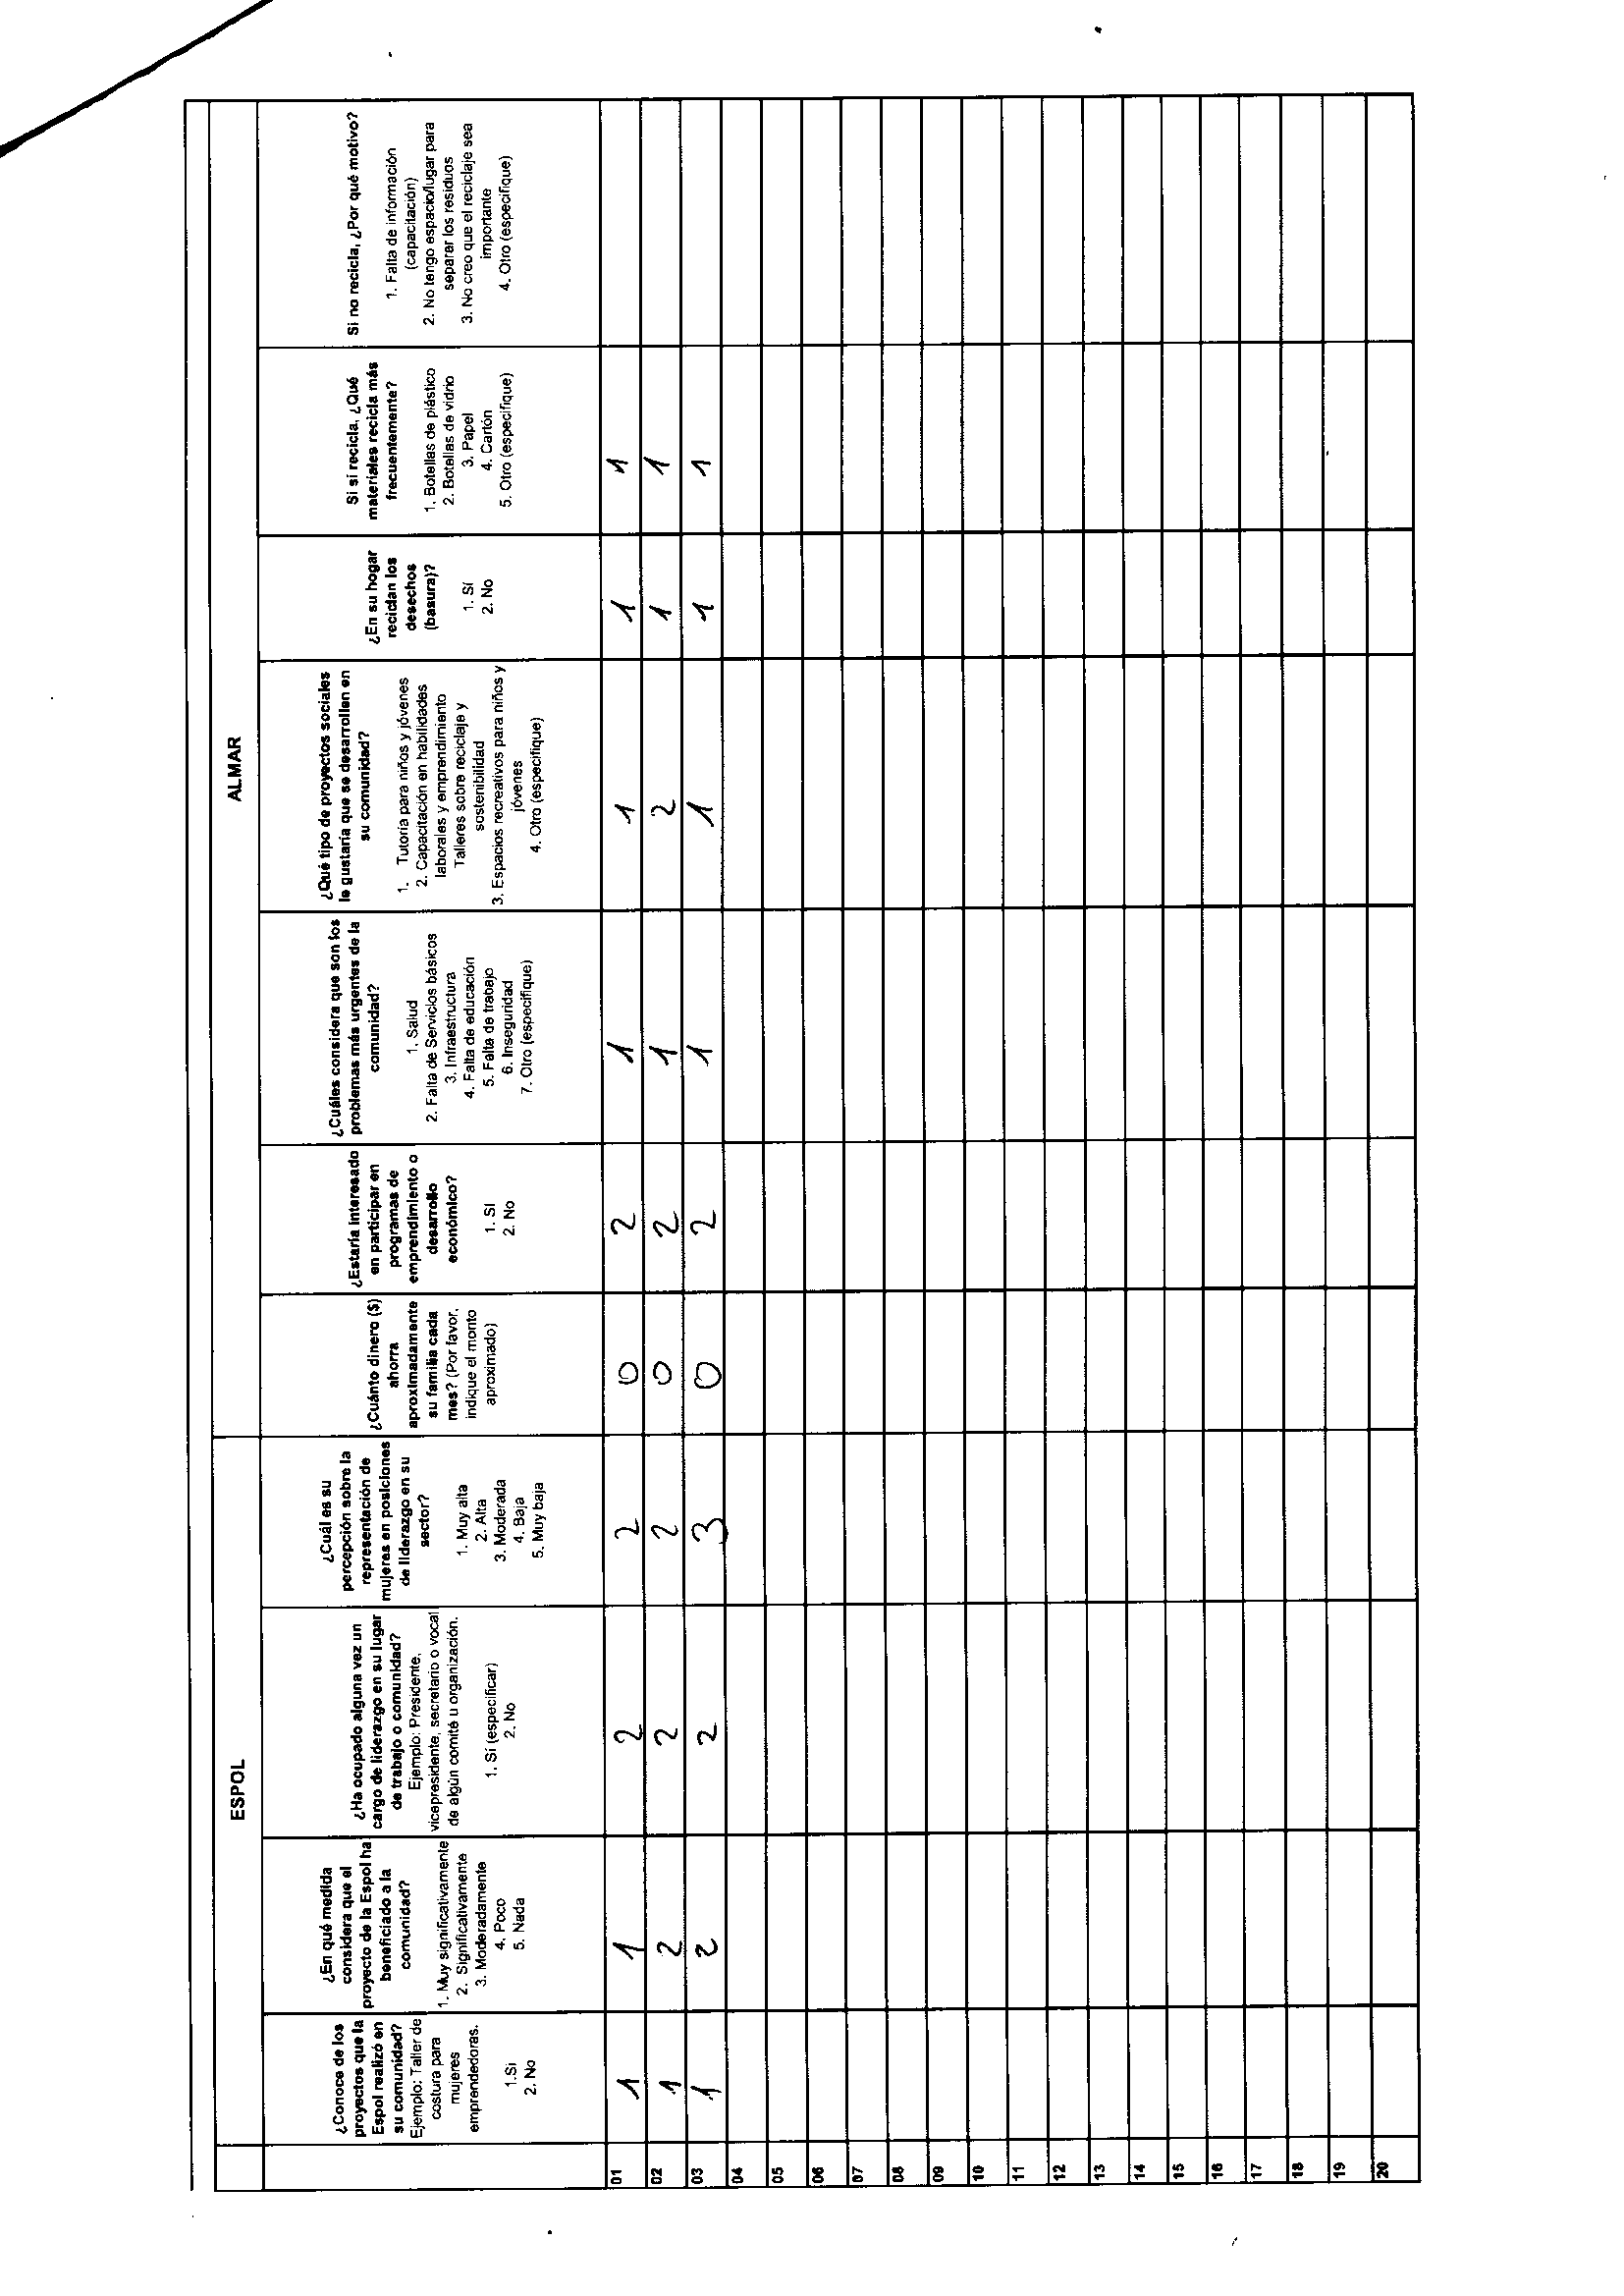 ESPOL
ALMAR
¿Conoce de los
proyectos que la
Espol realizó en
su comunidad?
Ejemplo: Taller de
costura para
mujeres
emprendedoras.
1.Sí
2. No
¿En qué medida
considera que el
proyecto de la Espol ha
beneficiado a la
comunidad?
1. Muy significativamente
2. Significativamente
3. Moderadamente
4. Poco
5. Nada
¿Ha ocupado alguna vez un
cargo de liderazgo en su lugar
de trabajo o comunidad?
Ejemplo: Presidente,
vicepresidente, secretario o vocal
de algún comité u organización.
1. Sí (especificar)
2. No
¿Cuál es su
percepción sobre la
representación de
mujeres en posiciones
de liderazgo en su
sector?
1. Muy alta
2. Alta
3. Moderada
4. Baja
5. Muy baja
¿Cuánto dinero ($)
ahorra
aproximadamente
su familia cada
mes? (Por favor,
indique el monto
aproximado)
¿Estaría interesado
en participar en
programas de
emprendimiento o
desarrollo
económico?
1. Sí
2. No
¿Cuáles considera que son los
problemas más urgentes de la
comunidad?
1. Salud
2. Falta de Servicios básicos
3. Infraestructura
4. Falta de educación
5. Falta de trabajo
6. Inseguridad
7. Otro (especifique)
¿Qué tipo de proyectos sociales
le gustaría que se desarrollen en
su comunidad?
1. Tutoría para niños y jóvenes
2. Capacitación en habilidades
laborales y emprendimiento
Talleres sobre reciclaje y
sostenibilidad
3. Espacios recreativos para niños y
jóvenes
4. Otro (especifique)
¿En su hogar
reciclan los
desechos
(basura)?
1. Sí
2. No
Si sí recicla, ¿Qué
materiales recicla más
frecuentemente?
1. Botellas de plástico
2. Botellas de vidrio
3. Papel
4. Cartón
5. Otro (especifique)
Si no recicla, ¿Por qué motivo?
1. Falta de información
(capacitación)
2. No tengo espacio/lugar para
separar los residuos
3. No creo que el reciclaje sea
importante
4. Otro (especifique)
01 1 1 2 2 0 2 1 1 1 1
02 1 2 2 2 0 2 1 2 1 1
03 1 2 2 3 0 2 1 1 1 1
04
05
06
07
08
09
10
11
12
13
14
15
16
17
18
19
20